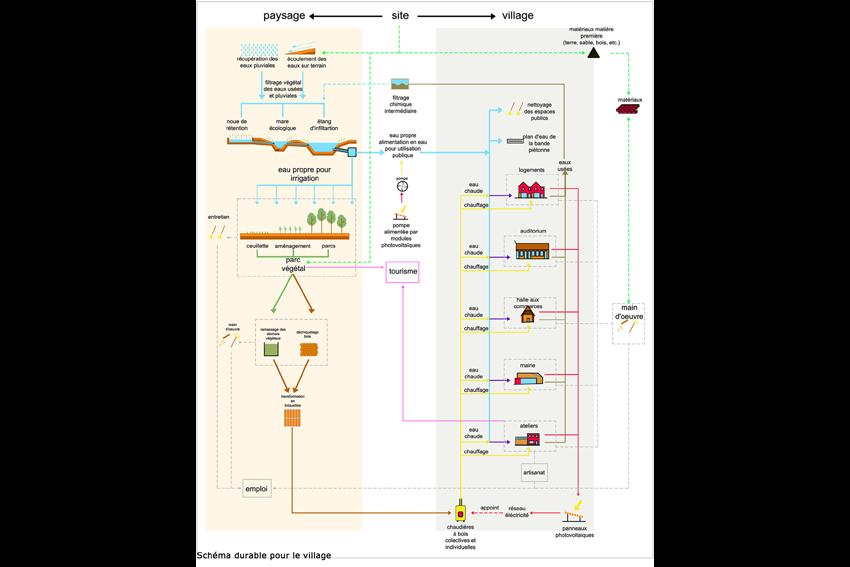 paysage
site
village
matériaux matière
première
(terre, sable, bois, etc.)
récupération des
eaux pluviales
écoulement des
eaux sur terrain
filtrage végétal
des eaux usées
et pluviales
filtrage
chimique
intermédiaire
nettoyage
des espaces
publics
matériaux
noue de
rétention
mare
écologique
étang
d'infiltartion
eau propre
alimentation en eau
pour utilisation
publique
plan d'eau de
la bande
piétonne
eau propre pour
irrigation
pompe
eaux
usées
logements
eau
chaude
chauffage
entretien
pompe
alimentée par
modules
photovoltaïques
ceuillette
aménagement
parcs
parc
végétal
tourisme
auditorium
eau
chaude
chauffage
halle aux
commerces
eau
chaude
chauffage
main
d'oeuvre
main
d'oeuvre
ramassage des
déchets
végéteux
déchiquetage
bois
mairie
eau
chaude
chauffage
transformation
en
briquettes
ateliers
eau
chaude
chauffage
artisanat
emploi
appoint
réseau
éléctricité
chaudières
à bois
colectives et
individuelles
panneaux
photovoltaiques
Schéma durable pour le village